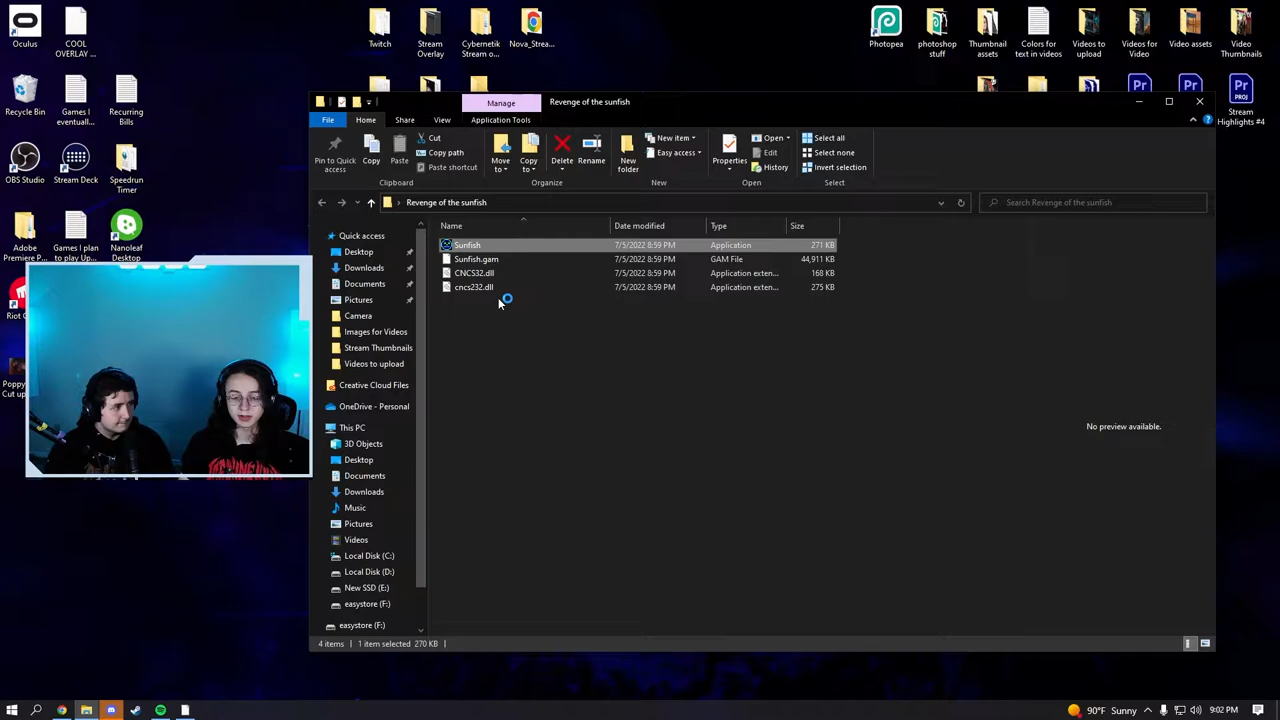 Oculus
COOL
OVERLAY ...
Twitch
Stream
Overlay
Cybernetik
Stream o...
Nova_Strea...
Photopea
photoshop
stuff
Thumbnail
assets
Colors for
text in videos
Videos to
upload
Videos for
Video
Video assets
Video
Thumbnails
Recycle Bin
Games I
eventuall...
Recurring
Bills
Pr
Pr
Pr
PROJ
Stream
Highlights #4
OBS Studio
Stream Deck
Speedrun
Timer
Adobe
Premiere P...
Games I plan
to play Up...
Nanoleaf
Desktop
Riot C
Poppy
Cut up
Manage
Revenge of the sunfish
File
Home
Share
View
Application Tools
Pin to Quick
access
Copy
Paste
Cut
Copy path
Paste shortcut
Clipboard
Move
to
Copy
to
Delete
Rename
Organize
New
folder
New item
Easy access
New
Properties
Open
Edit
History
Open
Select all
Select none
Invert selection
Select
Revenge of the sunfish
Search Revenge of the sunfish
Name
Date modified
Type
Size
Sunfish 7/5/2022 8:59 PM Application 271 KB
Sunfish.gam 7/5/2022 8:59 PM GAM File 44,911 KB
CNCS32.dll 7/5/2022 8:59 PM Application exten... 168 KB
cncs232.dll 7/5/2022 8:59 PM Application exten... 275 KB
Quick access
Desktop
Downloads
Documents
Pictures
Camera
Images for Videos
Stream Thumbnails
Videos to upload
Creative Cloud Files
OneDrive - Personal
This PC
3D Objects
Desktop
Documents
Downloads
Music
Pictures
Videos
Local Disk (C:)
Local Disk (D:)
New SSD (E:)
easystore (F:)
easystore (F:)
No preview available.
4 items
1 item selected 270 KB
90°F Sunny
9:02 PM